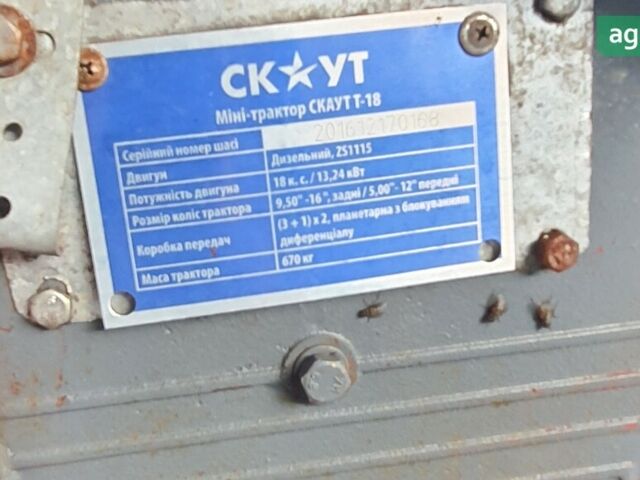 ag
СК★УТ
Міні-трактор СКАУТ Т-18
Серійний номер шасі 201612170168
Двигун Дизельний, ZS1115
Потужність двигуна 18 к. с. / 13,24 кВт
Розмір коліс трактора 9,50"-16", задні / 5,00"- 12" передні
Коробка передач (3 + 1) х 2, планетарна з блокуванням
диференціалу
Маса трактора 670 кг